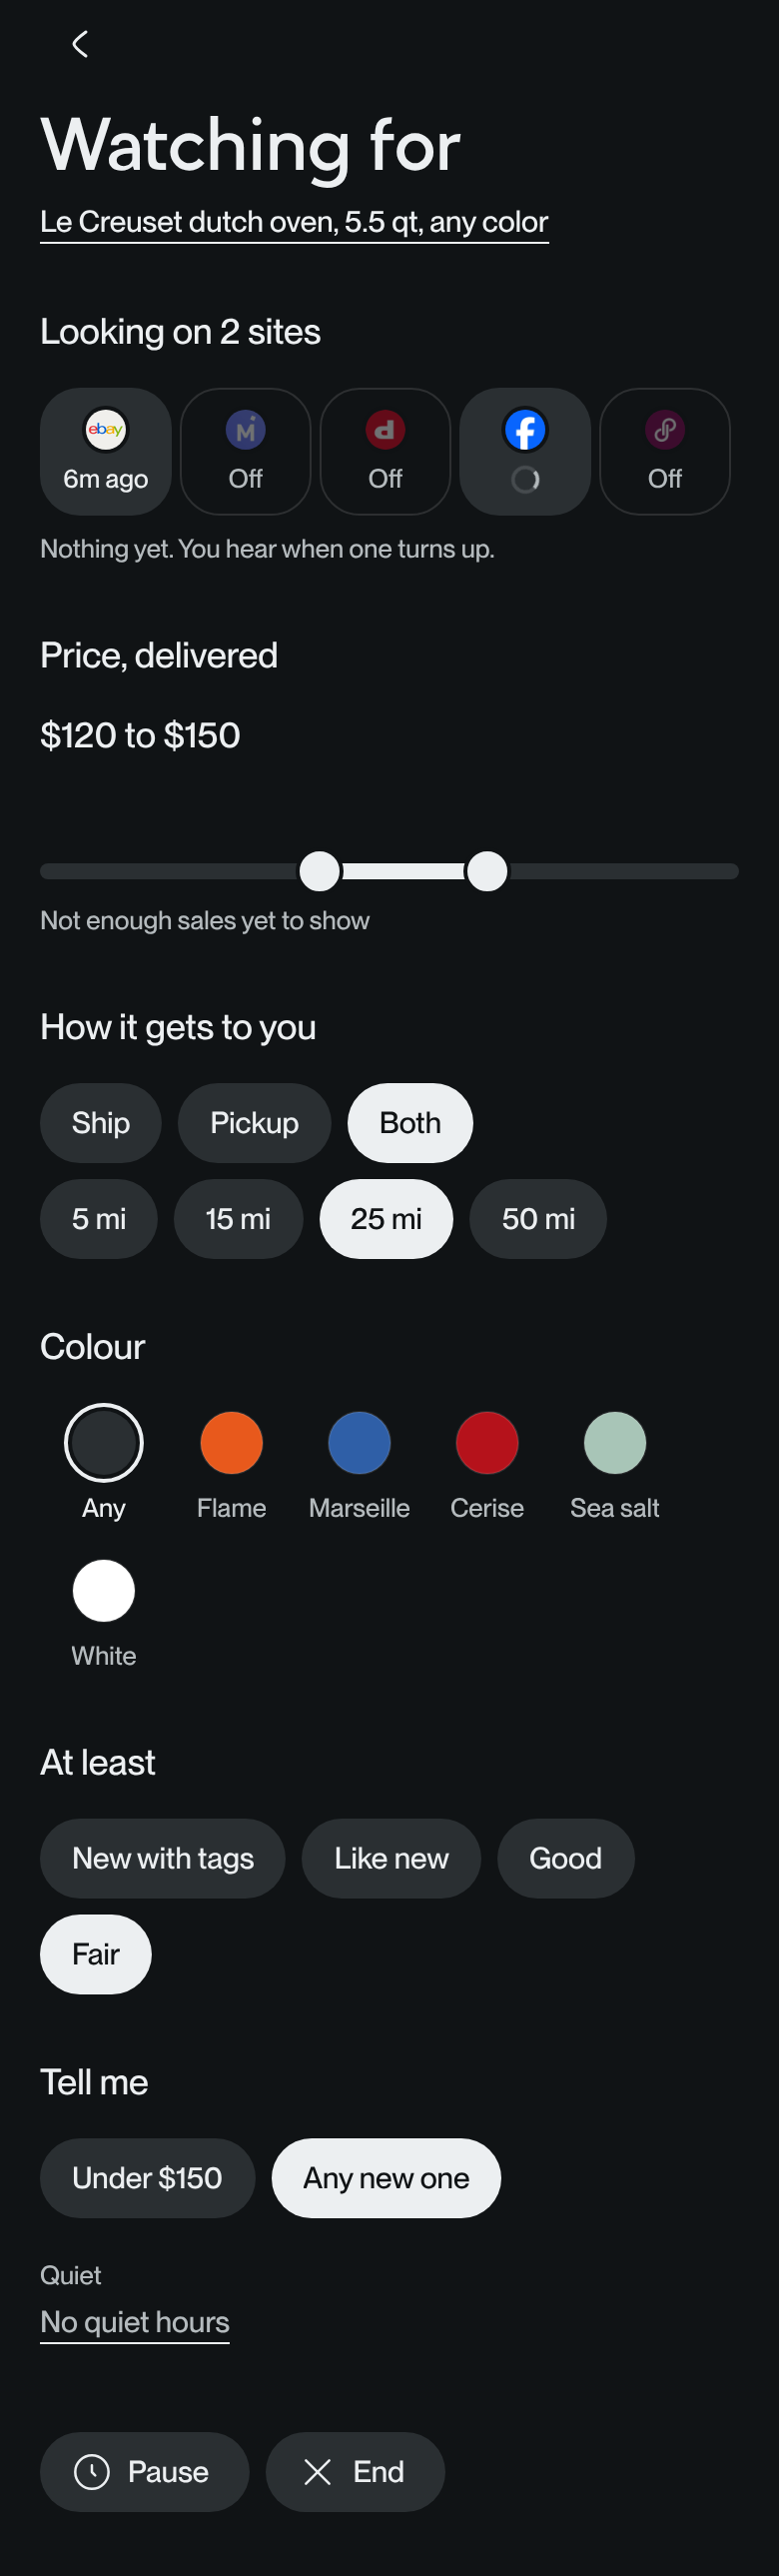 Watching for
Le Creuset dutch oven, 5.5 qt, any color
Looking on 2 sites
ebay M d f
6m ago Off Off Off
Nothing yet. You hear when one turns up.
Price, delivered
$120 to $150
Not enough sales yet to show
How it gets to you
Ship Pickup Both
5 mi 15 mi 25 mi 50 mi
Colour
Any Flame Marseille Cerise Sea salt
White
At least
New with tags Like new Good
Fair
Tell me
Under $150 Any new one
Quiet
No quiet hours
Pause End